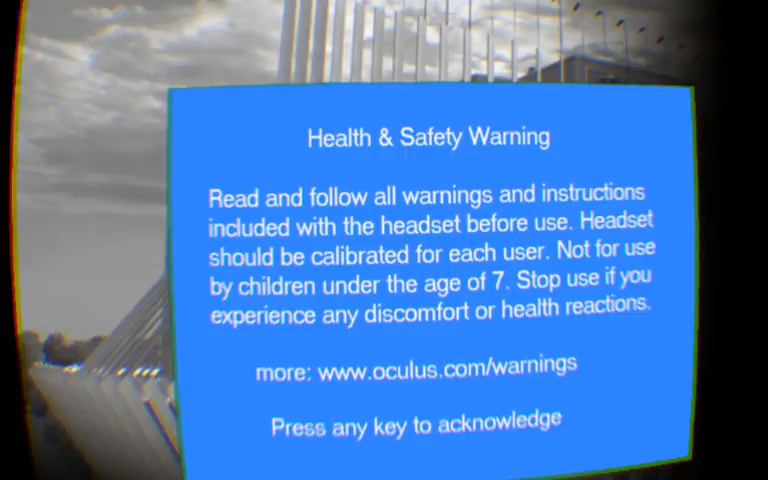 Health & Safety Warning
Read and follow all warnings and instructions
included with the headset before use. Headset
should be calibrated for each user. Not for use
by children under the age of 7. Stop use if you
experience any discomfort or health reactions.
more: www.oculus.com/warnings
Press any key to acknowledge